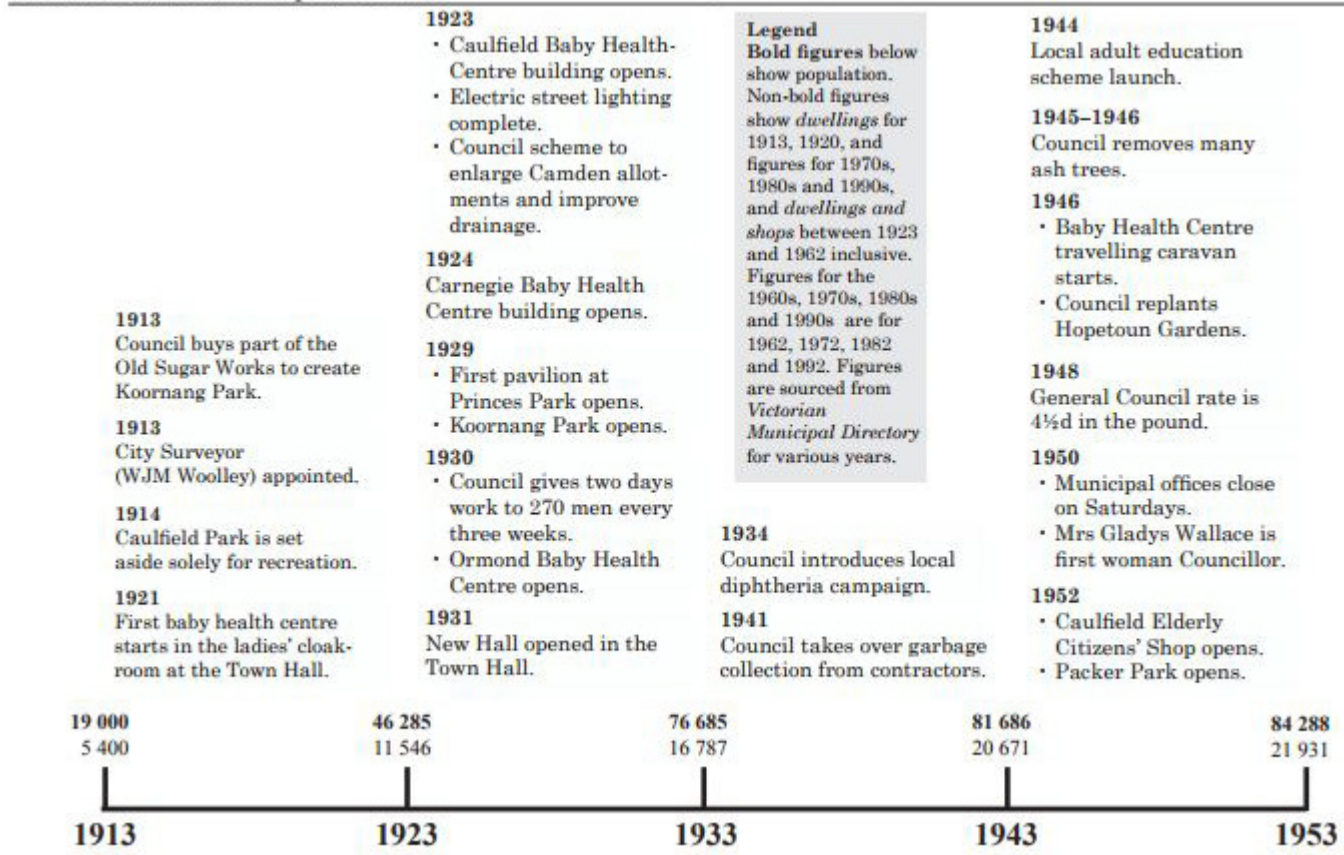 1913
Council buys part of the
Old Sugar Works to create
Koornang Park.
1913
City Surveyor
(WJM Woolley) appointed.
1914
Caulfield Park is set
aside solely for recreation.
1921
First baby health centre
starts in the ladies' cloak-
room at the Town Hall.
1923
• Caulfield Baby Health-
Centre building opens.
• Electric street lighting
complete.
• Council scheme to
enlarge Camden allot-
ments and improve
drainage.
1924
Carnegie Baby Health
Centre building opens.
1929
• First pavilion at
Princes Park opens.
• Koornang Park opens.
1930
• Council gives two days
work to 270 men every
three weeks.
• Ormond Baby Health
Centre opens.
1931
New Hall opened in the
Town Hall.
Legend
Bold figures below
show population.
Non-bold figures
show dwellings for
1913, 1920, and
figures for 1970s,
1980s and 1990s,
and dwellings and
shops between 1923
and 1962 inclusive.
Figures for the
1960s, 1970s, 1980s
and 1990s are for
1962, 1972, 1982
and 1992. Figures
are sourced from
Victorian
Municipal Directory
for various years.
1934
Council introduces local
diphtheria campaign.
1941
Council takes over garbage
collection from contractors.
1944
Local adult education
scheme launch.
1945–1946
Council removes many
ash trees.
1946
• Baby Health Centre
travelling caravan
starts.
• Council replants
Hopetoun Gardens.
1948
General Council rate is
4½d in the pound.
1950
• Municipal offices close
on Saturdays.
• Mrs Gladys Wallace is
first woman Councillor.
1952
• Caulfield Elderly
Citizens' Shop opens.
• Packer Park opens.
19 000 46 285 76 685 81 686 84 288
5 400 11 546 16 787 20 671 21 931
1913 1923 1933 1943 1953